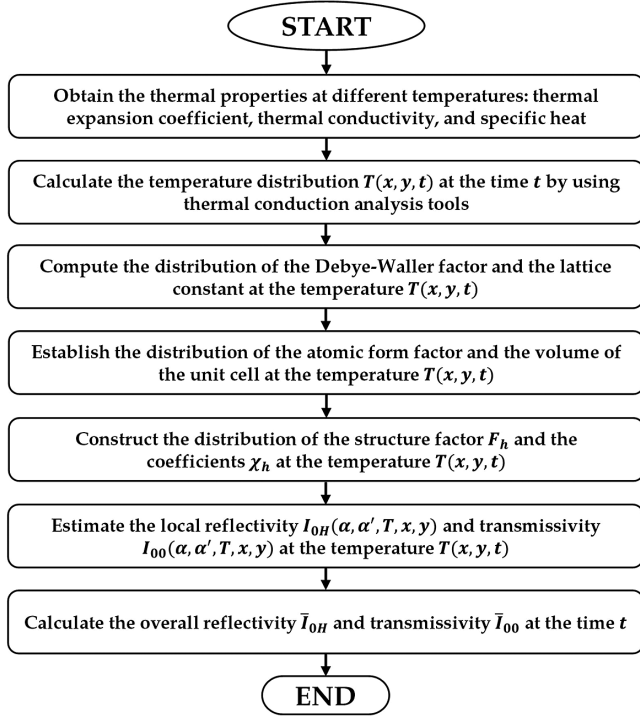 START
Obtain the thermal properties at different temperatures: thermal
expansion coefficient, thermal conductivity, and specific heat
Calculate the temperature distribution T(x, y, t) at the time t by using
thermal conduction analysis tools
Compute the distribution of the Debye-Waller factor and the lattice
constant at the temperature T(x, y, t)
Establish the distribution of the atomic form factor and the volume of
the unit cell at the temperature T(x, y, t)
Construct the distribution of the structure factor Fₕ and the
coefficients χₕ at the temperature T(x, y, t)
Estimate the local reflectivity I₀H(α, α′, T, x, y) and transmissivity
I₀₀(α, α′, T, x, y) at the temperature T(x, y, t)
Calculate the overall reflectivity Ī₀H and transmissivity Ī₀₀ at the time t
END